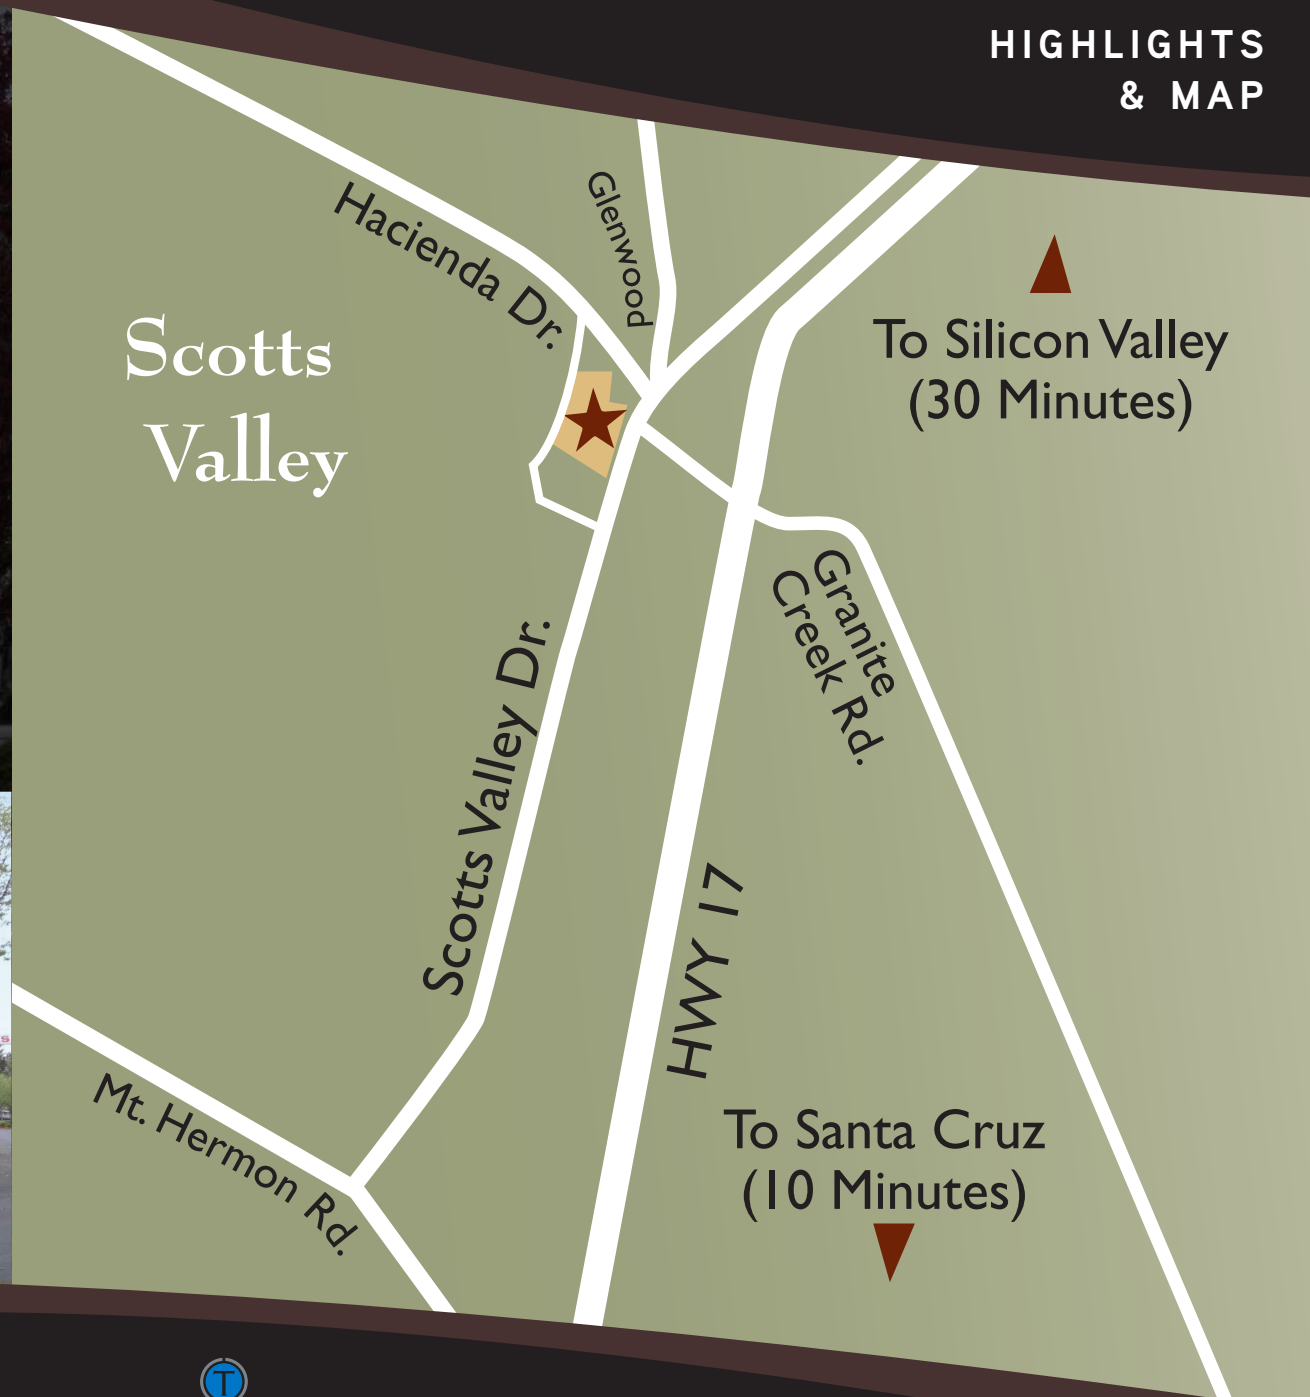 HIGHLIGHTS
& MAP
Hacienda Dr.
Glenwood
Scotts
Valley
To Silicon Valley
(30 Minutes)
Granite
Creek Rd.
Scotts Valley Dr.
HWY 17
Mt. Hermon Rd.
To Santa Cruz
(10 Minutes)
T